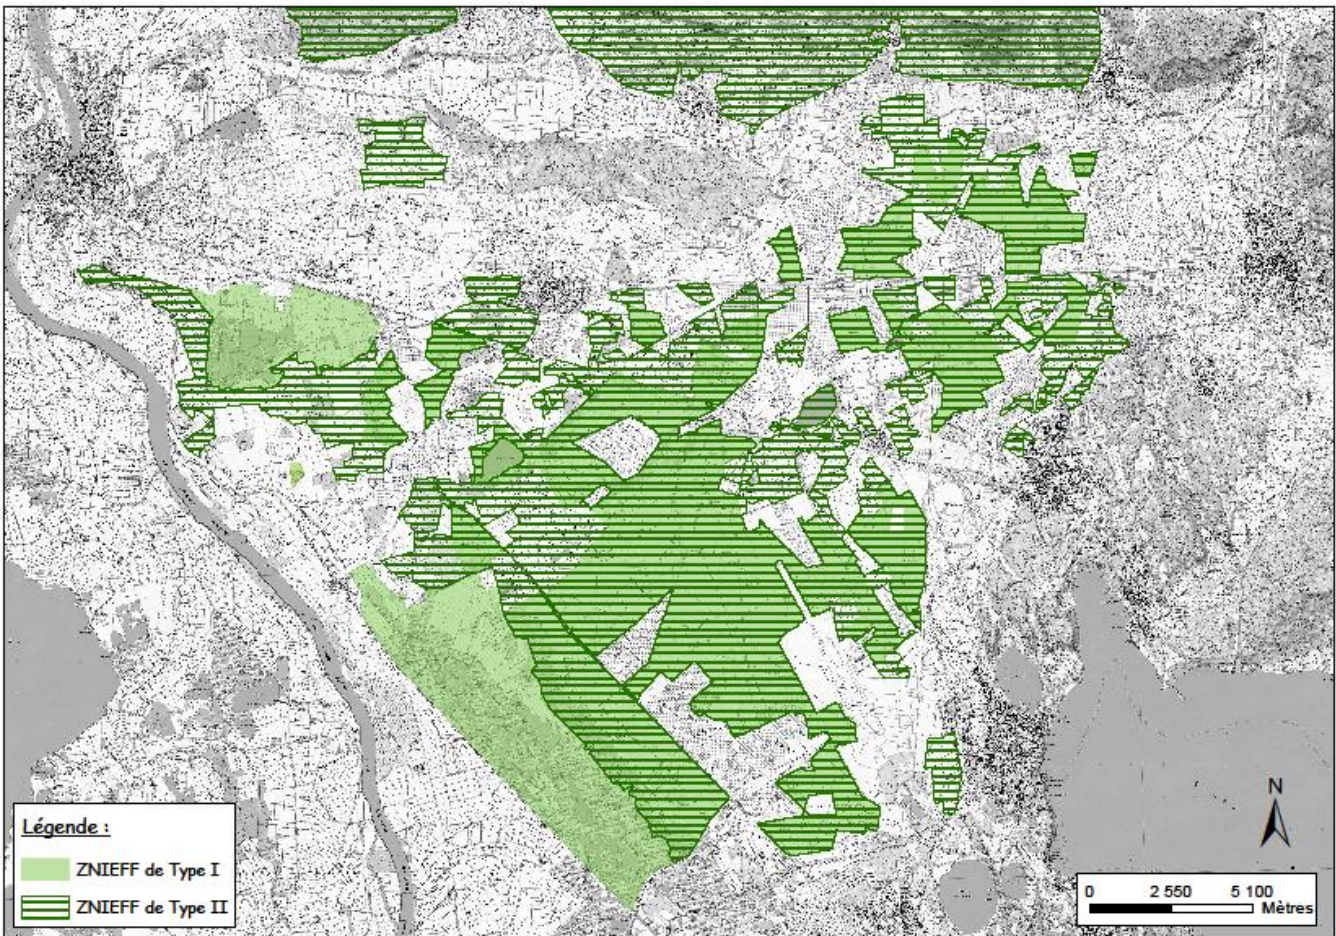 N
Légende :
ZNIEFF de Type I
ZNIEFF de Type II
0 2 550 5 100
Mètres